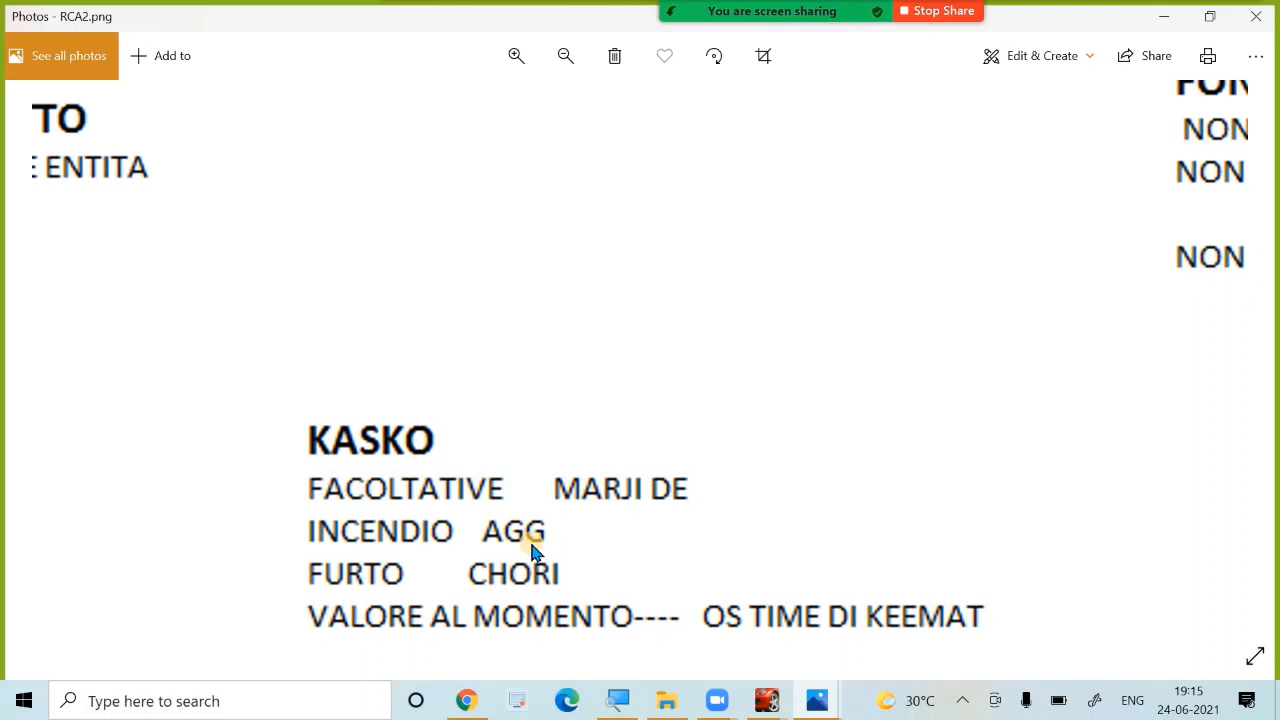 Photos - RCA2.png
You are screen sharing
Stop Share
See all photos
Add to
Edit & Create
Share
TO
ENTITA
NON
NON
NON
KASKO
FACOLTATIVE MARJI DE
INCENDIO AGG
FURTO CHORI
VALORE AL MOMENTO---- OS TIME DI KEEMAT
Type here to search
30°C
ENG
19:15
24-06-2021